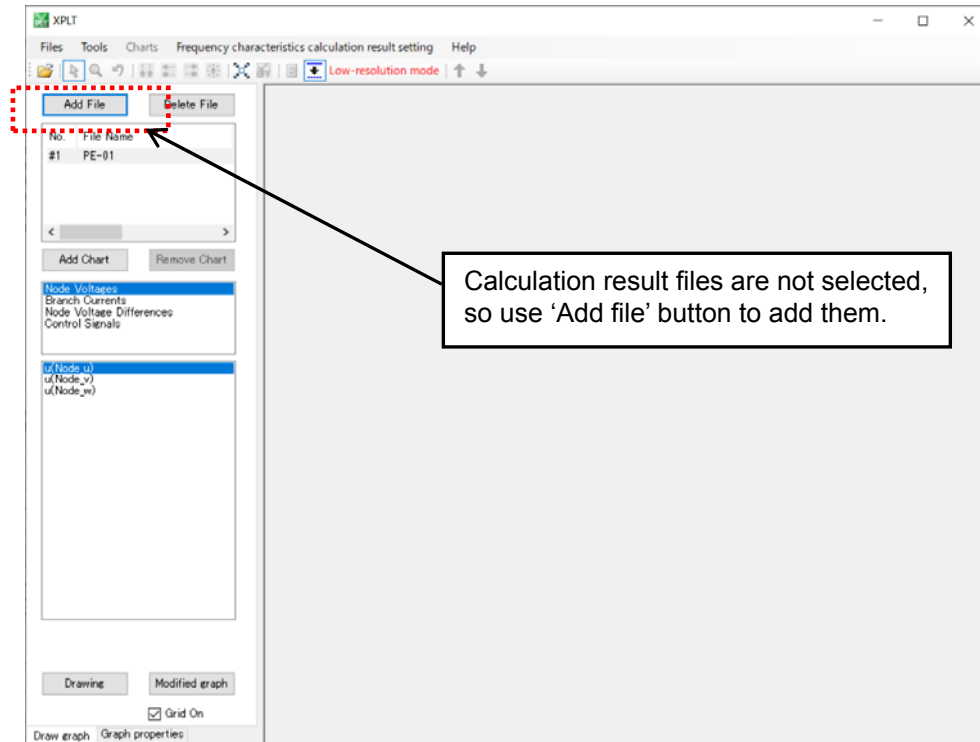 XPLT
Files Tools Charts Frequency characteristics calculation result setting Help
Low-resolution mode
Add File Delete File
No. File Name
#1 PE-01
Add Chart Remove Chart
Node Voltages
Branch Currents
Node Voltage Differences
Control Signals
Calculation result files are not selected,
so use ‘Add file’ button to add them.
u(Node_u)
u(Node_v)
u(Node_w)
Drawing Modified graph
Grid On
Draw graph Graph properties